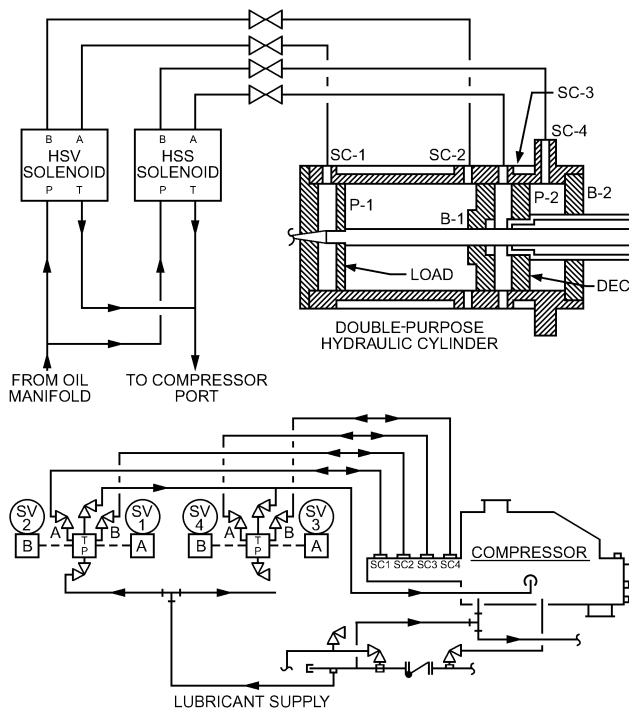 SC-3
SC-4
B A
HSV
SOLENOID
P T
B A
HSS
SOLENOID
P T
SC-1
SC-2
P-1
B-1
P-2
B-2
LOAD
DEC
DOUBLE-PURPOSE
HYDRAULIC CYLINDER
FROM OIL
MANIFOLD
TO COMPRESSOR
PORT
SV
2
B
A
T
P
B
SV
1
A
SV
4
B
A
T
P
B
SV
3
A
COMPRESSOR
SC1 SC2 SC3 SC4
LUBRICANT SUPPLY